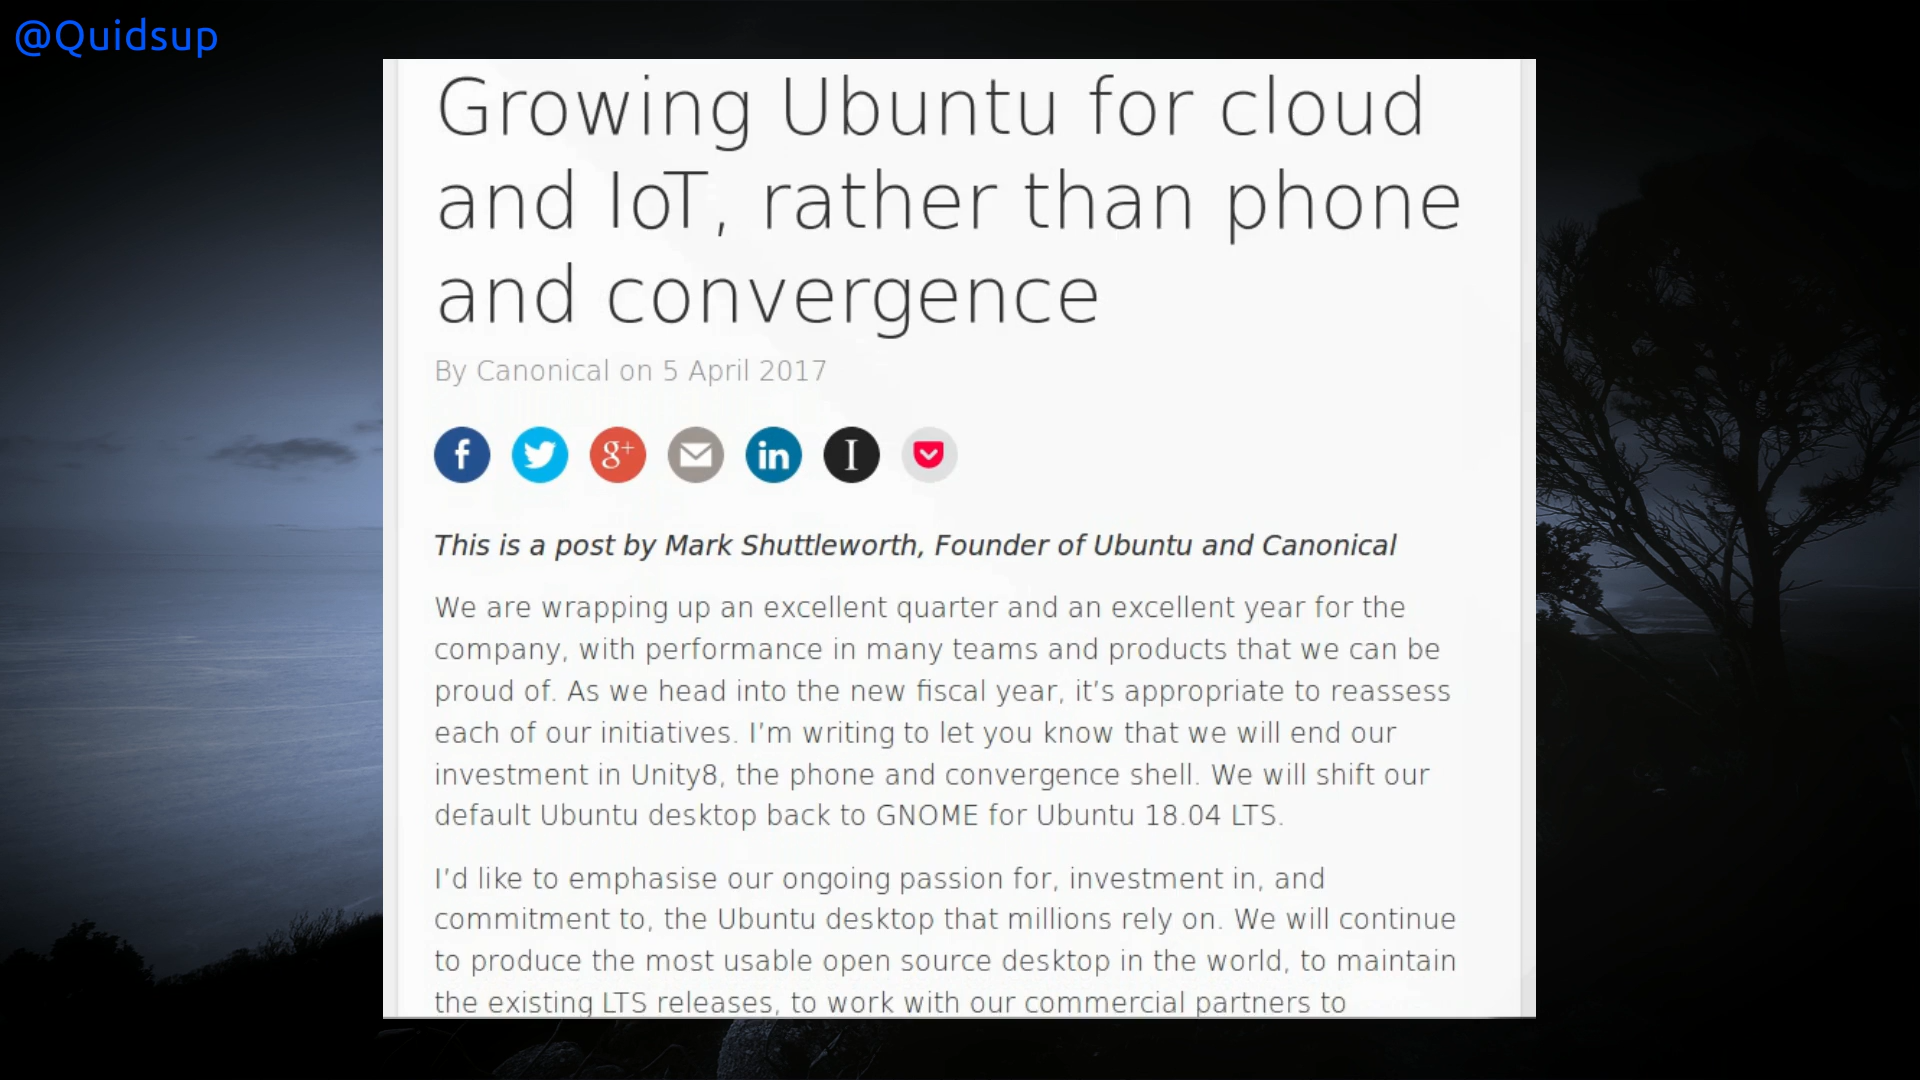 @Quidsup
Growing Ubuntu for cloud
and IoT, rather than phone
and convergence
By Canonical on 5 April 2017
f
g+
in
I
This is a post by Mark Shuttleworth, Founder of Ubuntu and Canonical
We are wrapping up an excellent quarter and an excellent year for the
company, with performance in many teams and products that we can be
proud of. As we head into the new fiscal year, it’s appropriate to reassess
each of our initiatives. I’m writing to let you know that we will end our
investment in Unity8, the phone and convergence shell. We will shift our
default Ubuntu desktop back to GNOME for Ubuntu 18.04 LTS.
I’d like to emphasise our ongoing passion for, investment in, and
commitment to, the Ubuntu desktop that millions rely on. We will continue
to produce the most usable open source desktop in the world, to maintain
the existing LTS releases, to work with our commercial partners to